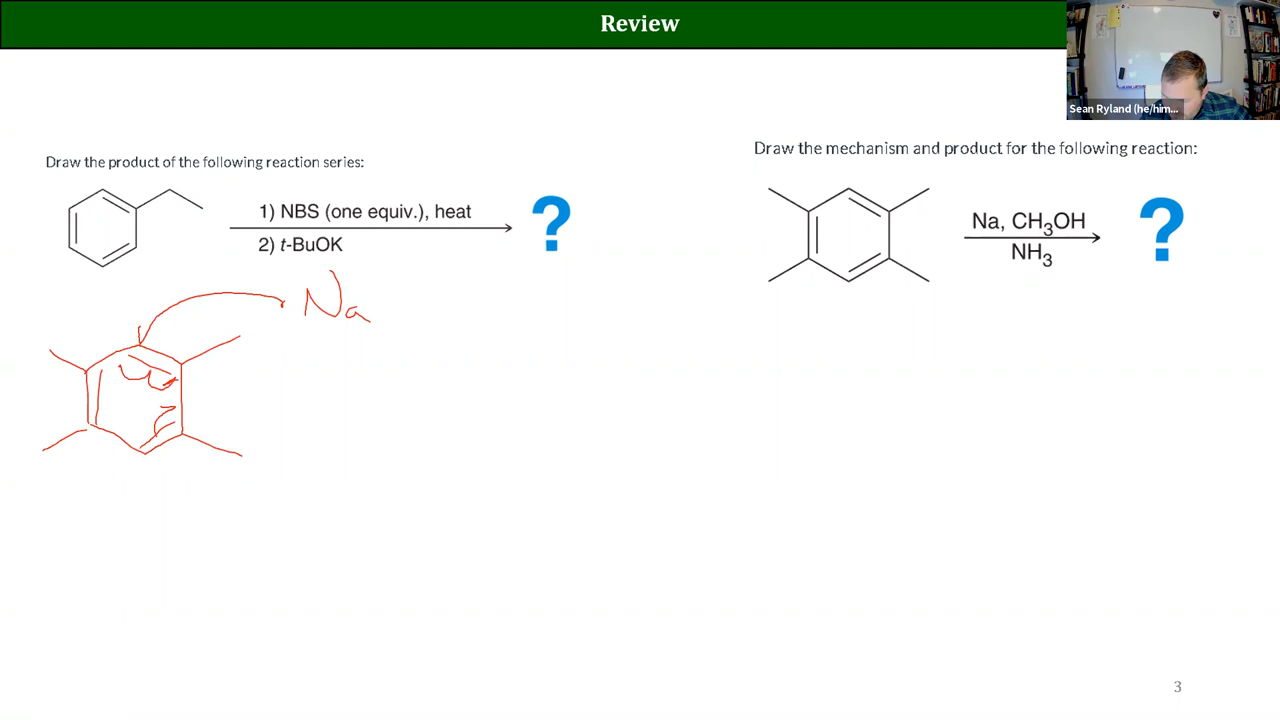 Review
Sean Ryland (he/him...
Draw the product of the following reaction series:
1) NBS (one equiv.), heat
2) t-BuOK
?
Draw the mechanism and product for the following reaction:
Na, CH₃OH
NH₃
?
Na
3